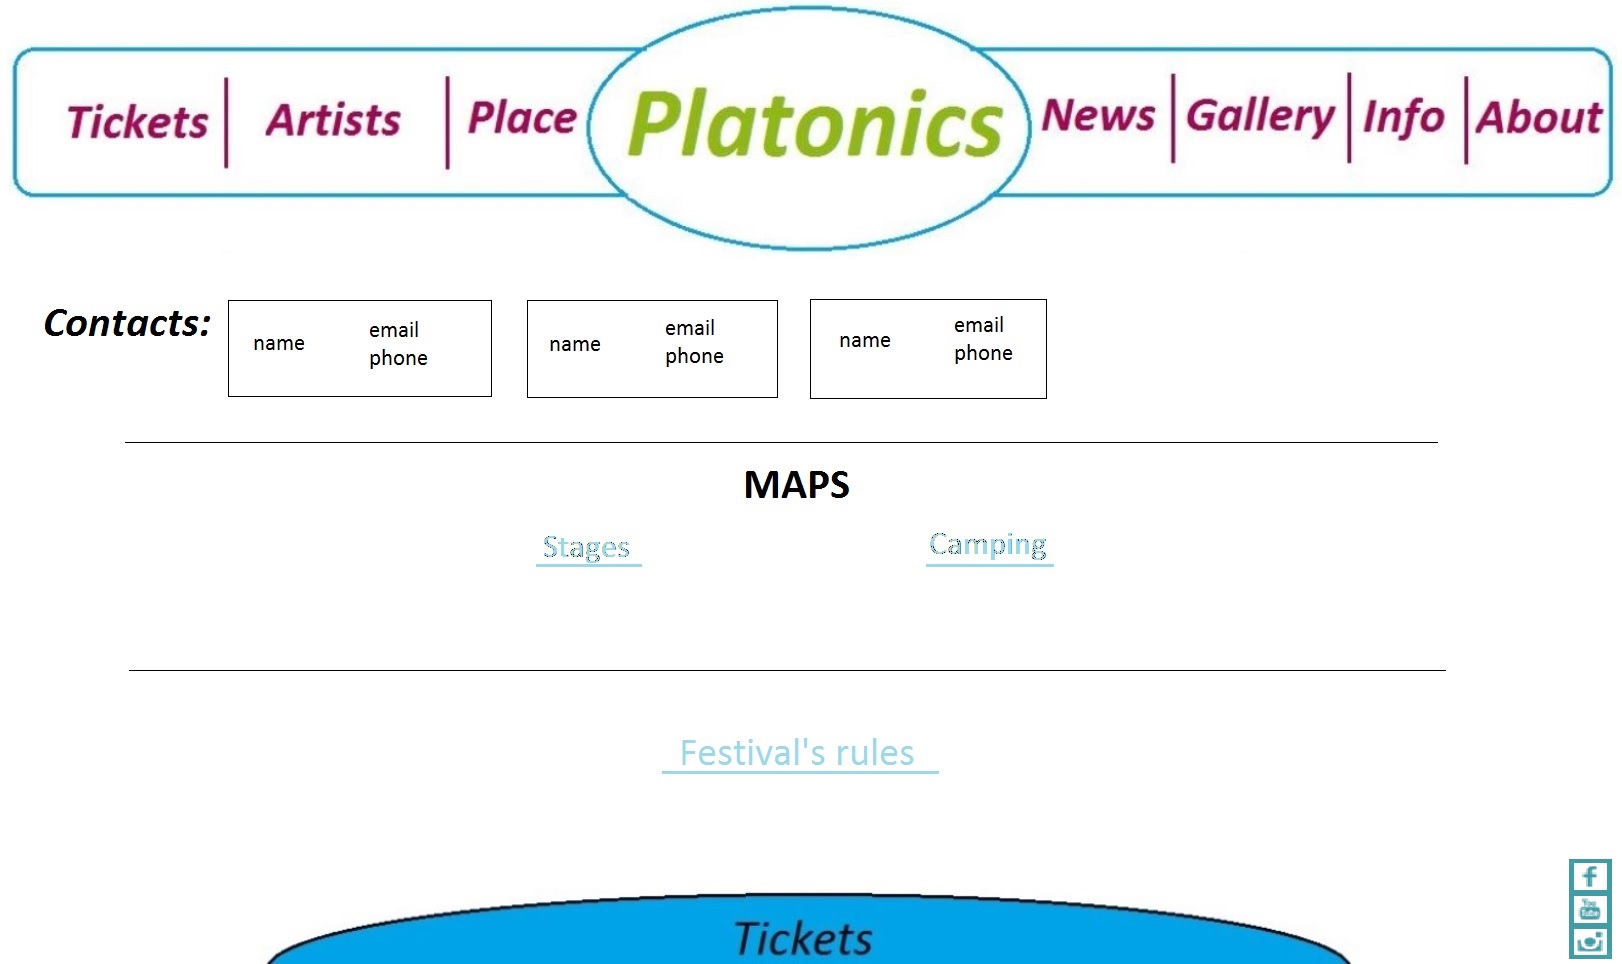 Tickets Artists Place Platonics News Gallery Info About
Contacts:
name
email
phone
name
email
phone
name
email
phone
MAPS
Stages Camping
Festival's rules
Tickets
f
You
Tube